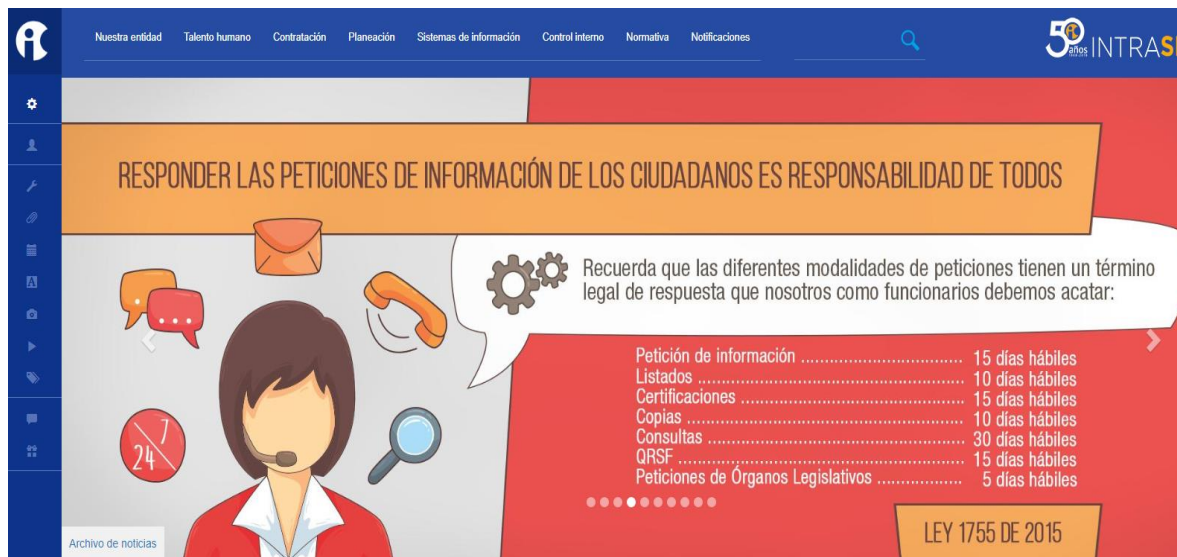 Nuestra entidad Talento humano Contratación Planeación Sistemas de información Control interno Normativa Notificaciones
50 años INTRAS
RESPONDER LAS PETICIONES DE INFORMACIÓN DE LOS CIUDADANOS ES RESPONSABILIDAD DE TODOS
Recuerda que las diferentes modalidades de peticiones tienen un término
legal de respuesta que nosotros como funcionarios debemos acatar:
Petición de información ................................. 15 días hábiles
Listados ..................................................... 10 días hábiles
Certificaciones ............................................. 15 días hábiles
Copias ....................................................... 10 días hábiles
Consultas .................................................... 30 días hábiles
QRSF ......................................................... 15 días hábiles
Peticiones de Órganos Legislativos .................. 5 días hábiles
24/7
LEY 1755 DE 2015
Archivo de noticias